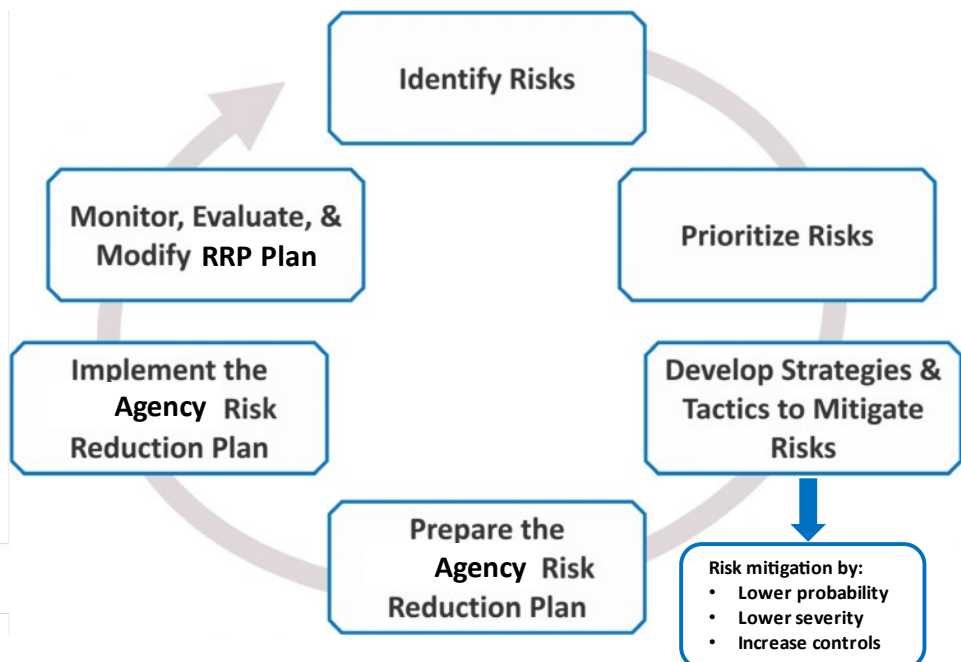 Identify Risks
Prioritize Risks
Develop Strategies &
Tactics to Mitigate
Risks
Risk mitigation by:
• Lower probability
• Lower severity
• Increase controls
Prepare the
Agency Risk
Reduction Plan
Implement the
Agency Risk
Reduction Plan
Monitor, Evaluate, &
Modify RRP Plan